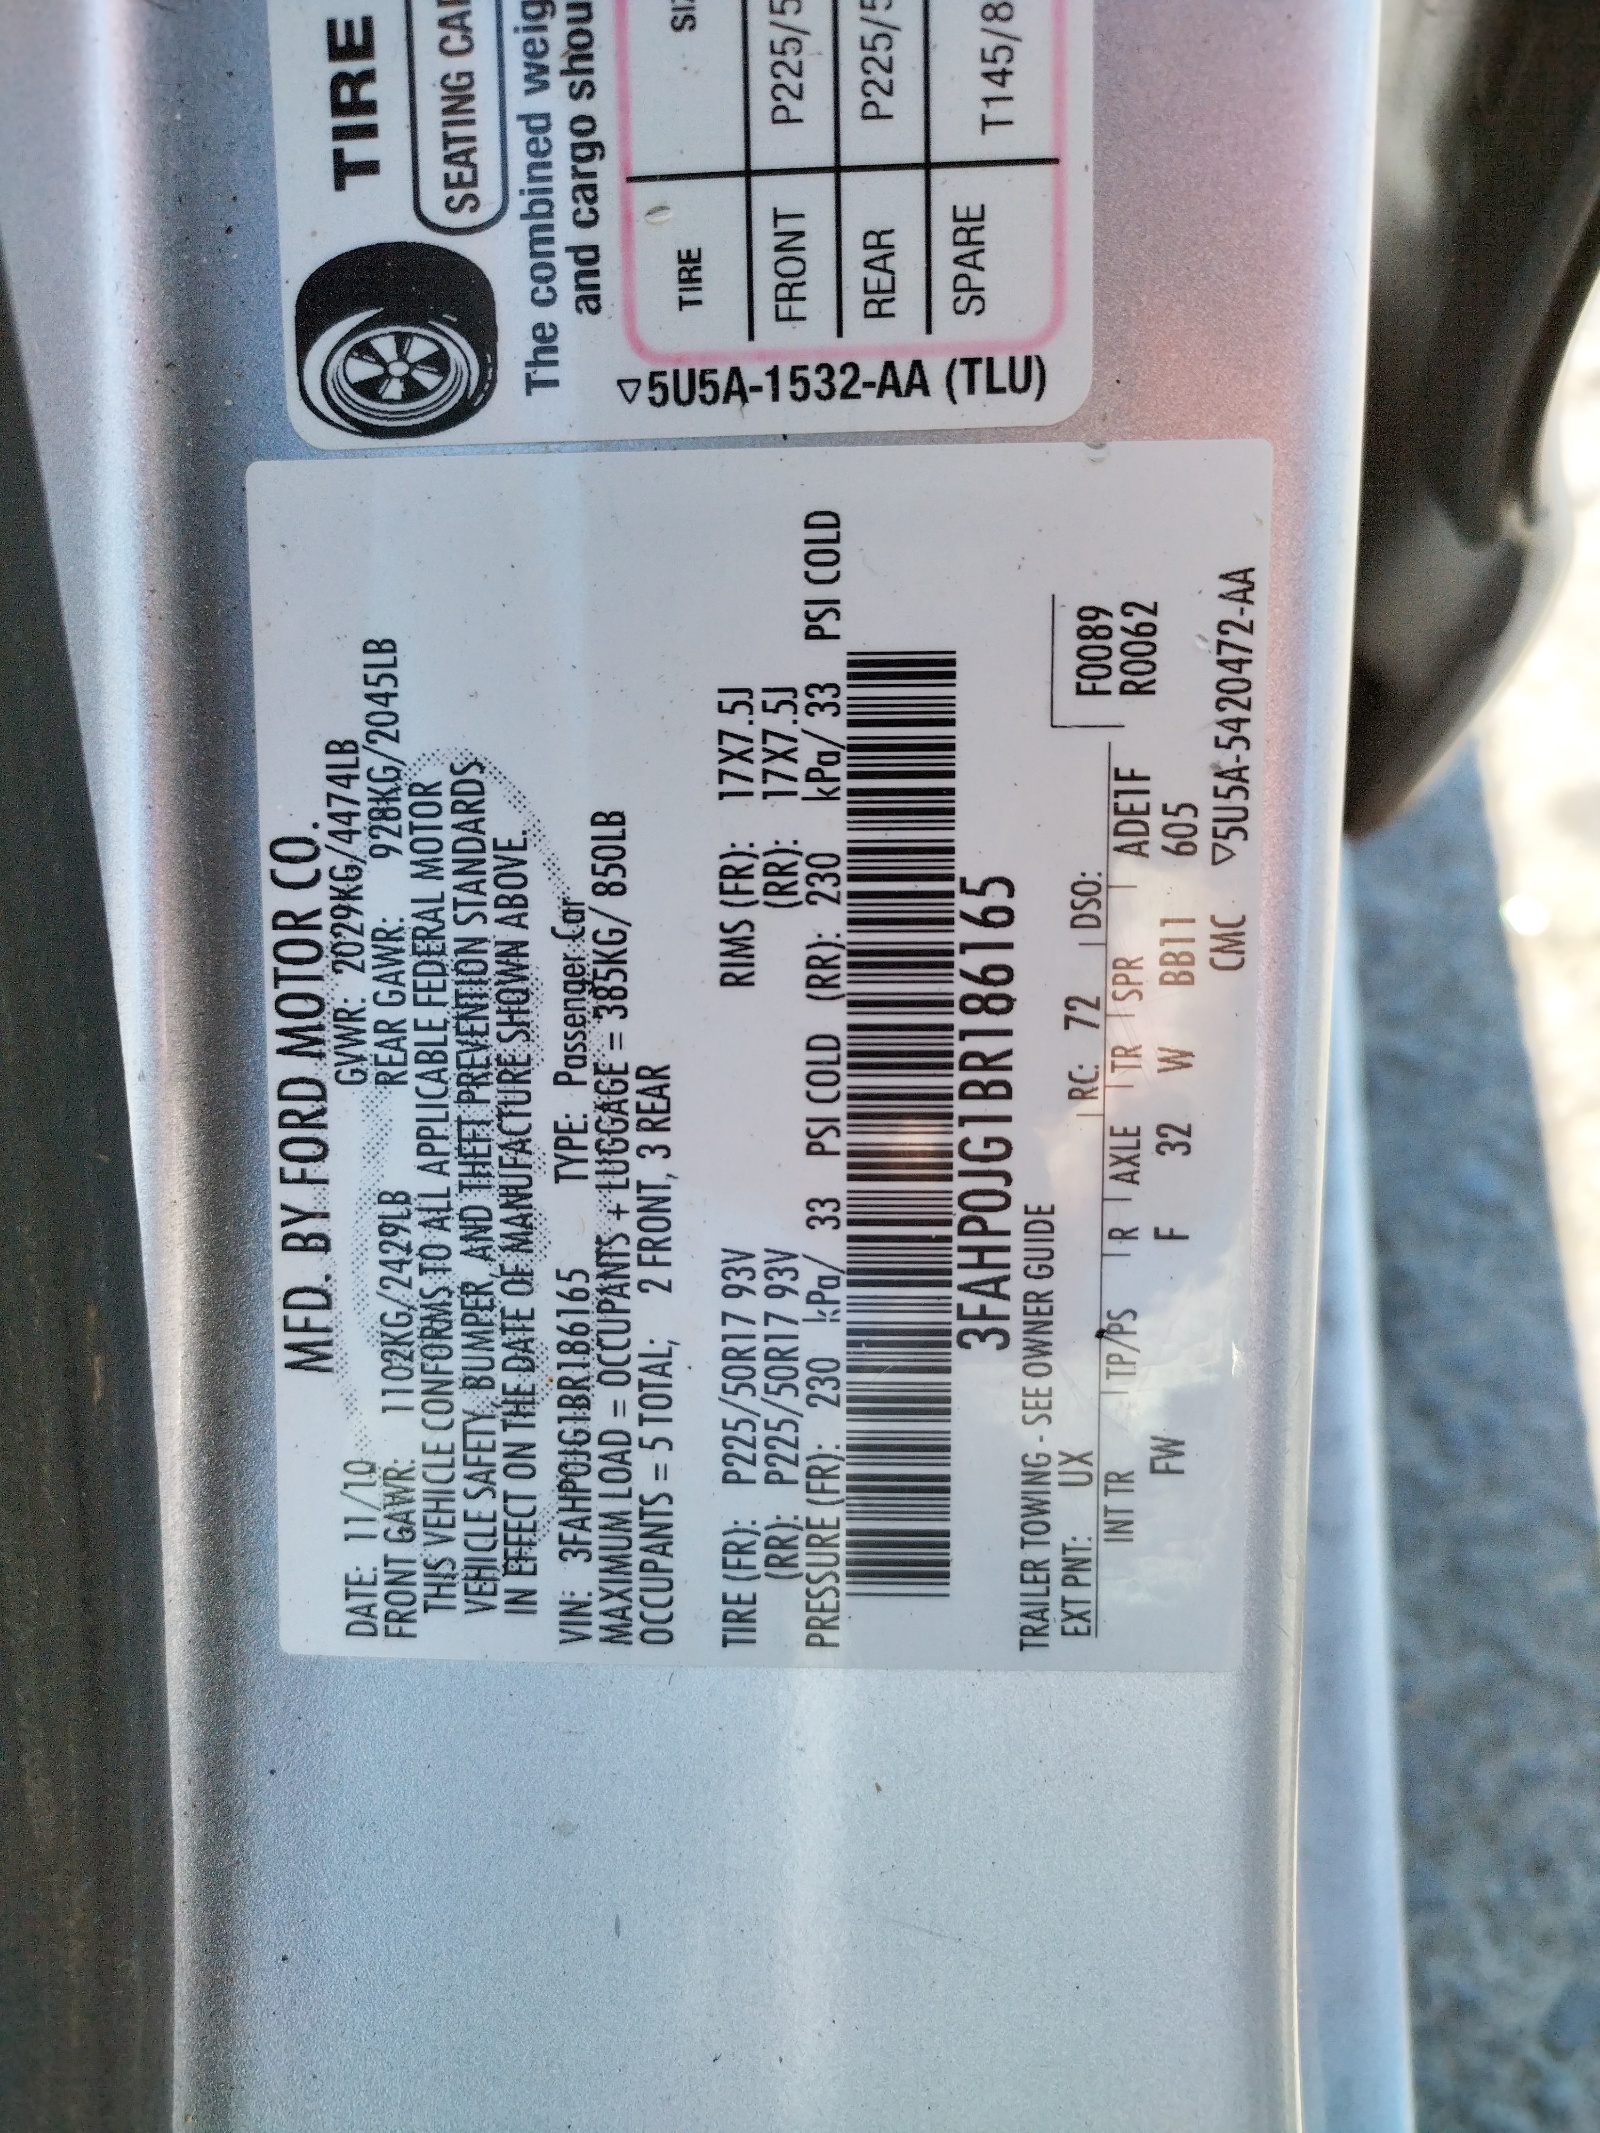 MFD. BY FORD MOTOR CO.
DATE: 11/10 GVWR: 2029KG/4474LB
FRONT GAWR: 1102KG/2429LB REAR GAWR: 928KG/2045LB
THIS VEHICLE CONFORMS TO ALL APPLICABLE FEDERAL MOTOR
VEHICLE SAFETY, BUMPER, AND THEFT PREVENTION STANDARDS
IN EFFECT ON THE DATE OF MANUFACTURE SHOWN ABOVE.
VIN: 3FAHP0JG1BR186165 TYPE: Passenger Car
MAXIMUM LOAD = OCCUPANTS + LUGGAGE = 385KG/ 850LB
OCCUPANTS = 5 TOTAL; 2 FRONT, 3 REAR
TIRE (FR): P225/50R17 93V RIMS (FR): 17X7.5J
(RR): P225/50R17 93V (RR): 17X7.5J
PRESSURE (FR): 230 kPa/ 33 PSI COLD (RR): 230 kPa/ 33 PSI COLD
3FAHP0JG1BR186165
TRAILER TOWING - SEE OWNER GUIDE
EXT PNT: UX RC: 72 DSO: F0089
INT TR TP/PS R AXLE TR SPR ADE1F R0062
FW F 32 W BB11 605
CMC ▽5U5A-5420472-AA
TIRE
SEATING
The combined
and cargo
TIRE
FRONT P225/5
REAR P225/5
SPARE T145/8
▽5U5A-1532-AA (TLU)